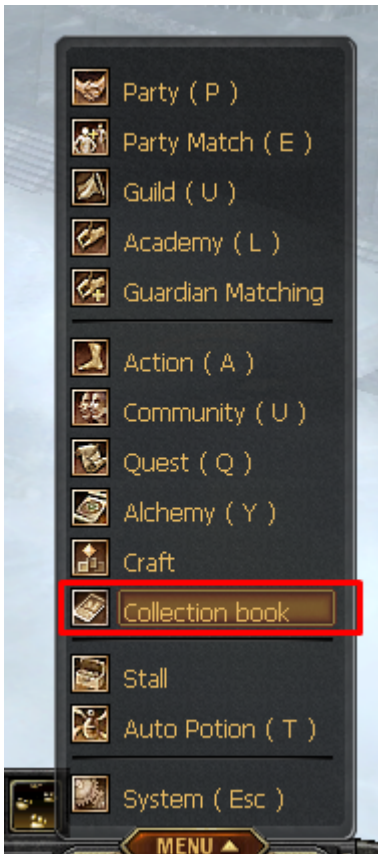 Party ( P )
Party Match ( E )
Guild ( U )
Academy ( L )
Guardian Matching
Action ( A )
Community ( U )
Quest ( Q )
Alchemy ( Y )
Craft
Collection book
Stall
Auto Potion ( T )
System ( Esc )
MENU